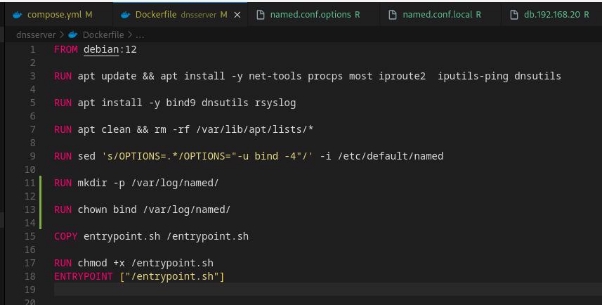 compose.yml M
Dockerfile dnsserver M ×
named.conf.options R
named.conf.local R
db.192.168.20 R
dnsserver > Dockerfile > ...
1 FROM debian:12
2
3 RUN apt update && apt install -y net-tools procps most iproute2  iputils-ping dnsutils
4
5 RUN apt install -y bind9 dnsutils rsyslog
6
7 RUN apt clean && rm -rf /var/lib/apt/lists/*
8
9 RUN sed 's/OPTIONS=.*/OPTIONS="-u bind -4"/' -i /etc/default/named
10
11 RUN mkdir -p /var/log/named/
12
13 RUN chown bind /var/log/named/
14
15 COPY entrypoint.sh /entrypoint.sh
16
17 RUN chmod +x /entrypoint.sh
18 ENTRYPOINT ["/entrypoint.sh"]
19
20